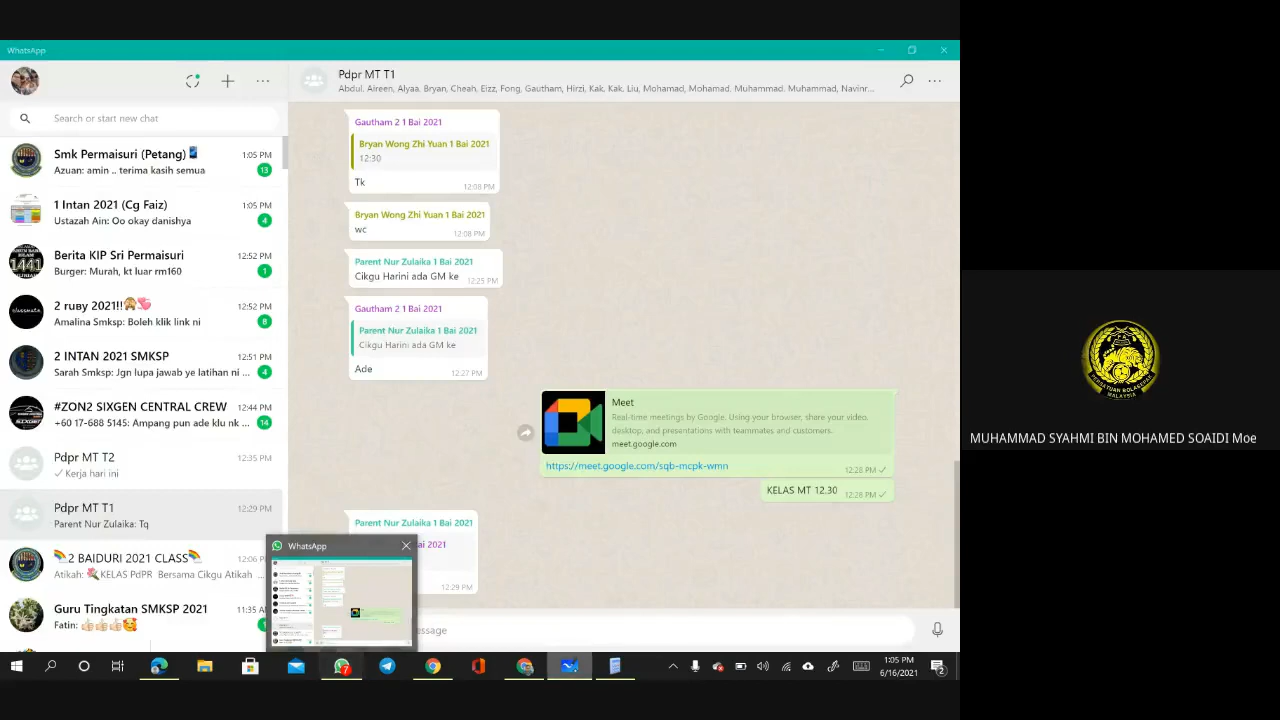 WhatsApp
Search or start new chat
Smk Permaisuri (Petang)📱 1:05 PM
Azuan: amin .. terima kasih semua 13
1 Intan 2021 (Cg Faiz) 1:05 PM
Ustazah Ain: Oo okay danishya 4
Berita KIP Sri Permaisuri 12:52 PM
Burger: Murah, kt luar rm160 1
2 ruвy 2021!!🙈💞 12:52 PM
Amalina Smksp: Boleh klik link ni 8
2 INTAN 2021 SMKSP 12:51 PM
Sarah Smksp: Jgn lupa jawab ye latihan ni ... 4
#ZON2 SIXGEN CENTRAL CREW 12:44 PM
+60 17-688 5145: Ampang pun ade klu nk ... 14
Pdpr MT T2 12:35 PM
✓ Kerja hari ini
Pdpr MT T1 12:29 PM
Parent Nur Zulaika: Tq
🌈2 BAIDURI 2021 CLASS🌈 12:06
Atikah: 🌷KELAS PdPR Bersama Cikgu Atikah ...
Guru Tingkatan SMKSP 2021 11:35
Fatin: 👍🏻👍🏻👍🏻🥰
Pdpr MT T1
Abdul. Aireen, Alyaa, Bryan, Cheah, Eizz, Fong, Gautham, Hirzi, Kak, Kak. Liu, Mohamad, Mohamad, Muhammad. Muhammad, Navinr...
Gautham 2 1 Bai 2021
Bryan Wong Zhi Yuan 1 Bai 2021
12:30
Tk 12:08 PM
Bryan Wong Zhi Yuan 1 Bai 2021
wc 12:08 PM
Parent Nur Zulaika 1 Bai 2021
Cikgu Harini ada GM ke 12:25 PM
Gautham 2 1 Bai 2021
Parent Nur Zulaika 1 Bai 2021
Cikgu Harini ada GM ke
Ade 12:27 PM
Meet
Real-time meetings by Google. Using your browser, share your video, desktop, and presentations with teammates and customers.
meet.google.com
https://meet.google.com/sqb-mcpk-wmn 12:28 PM ✓
KELAS MT 12.30 12:28 PM ✓
Parent Nur Zulaika 1 Bai 2021
ai 2021
12:29 PM
WhatsApp
essage
7
1:05 PM
6/16/2021
2
PERSATUAN BOLASEPAK
MALAYSIA
MUHAMMAD SYAHMI BIN MOHAMED SOAIDI Moe